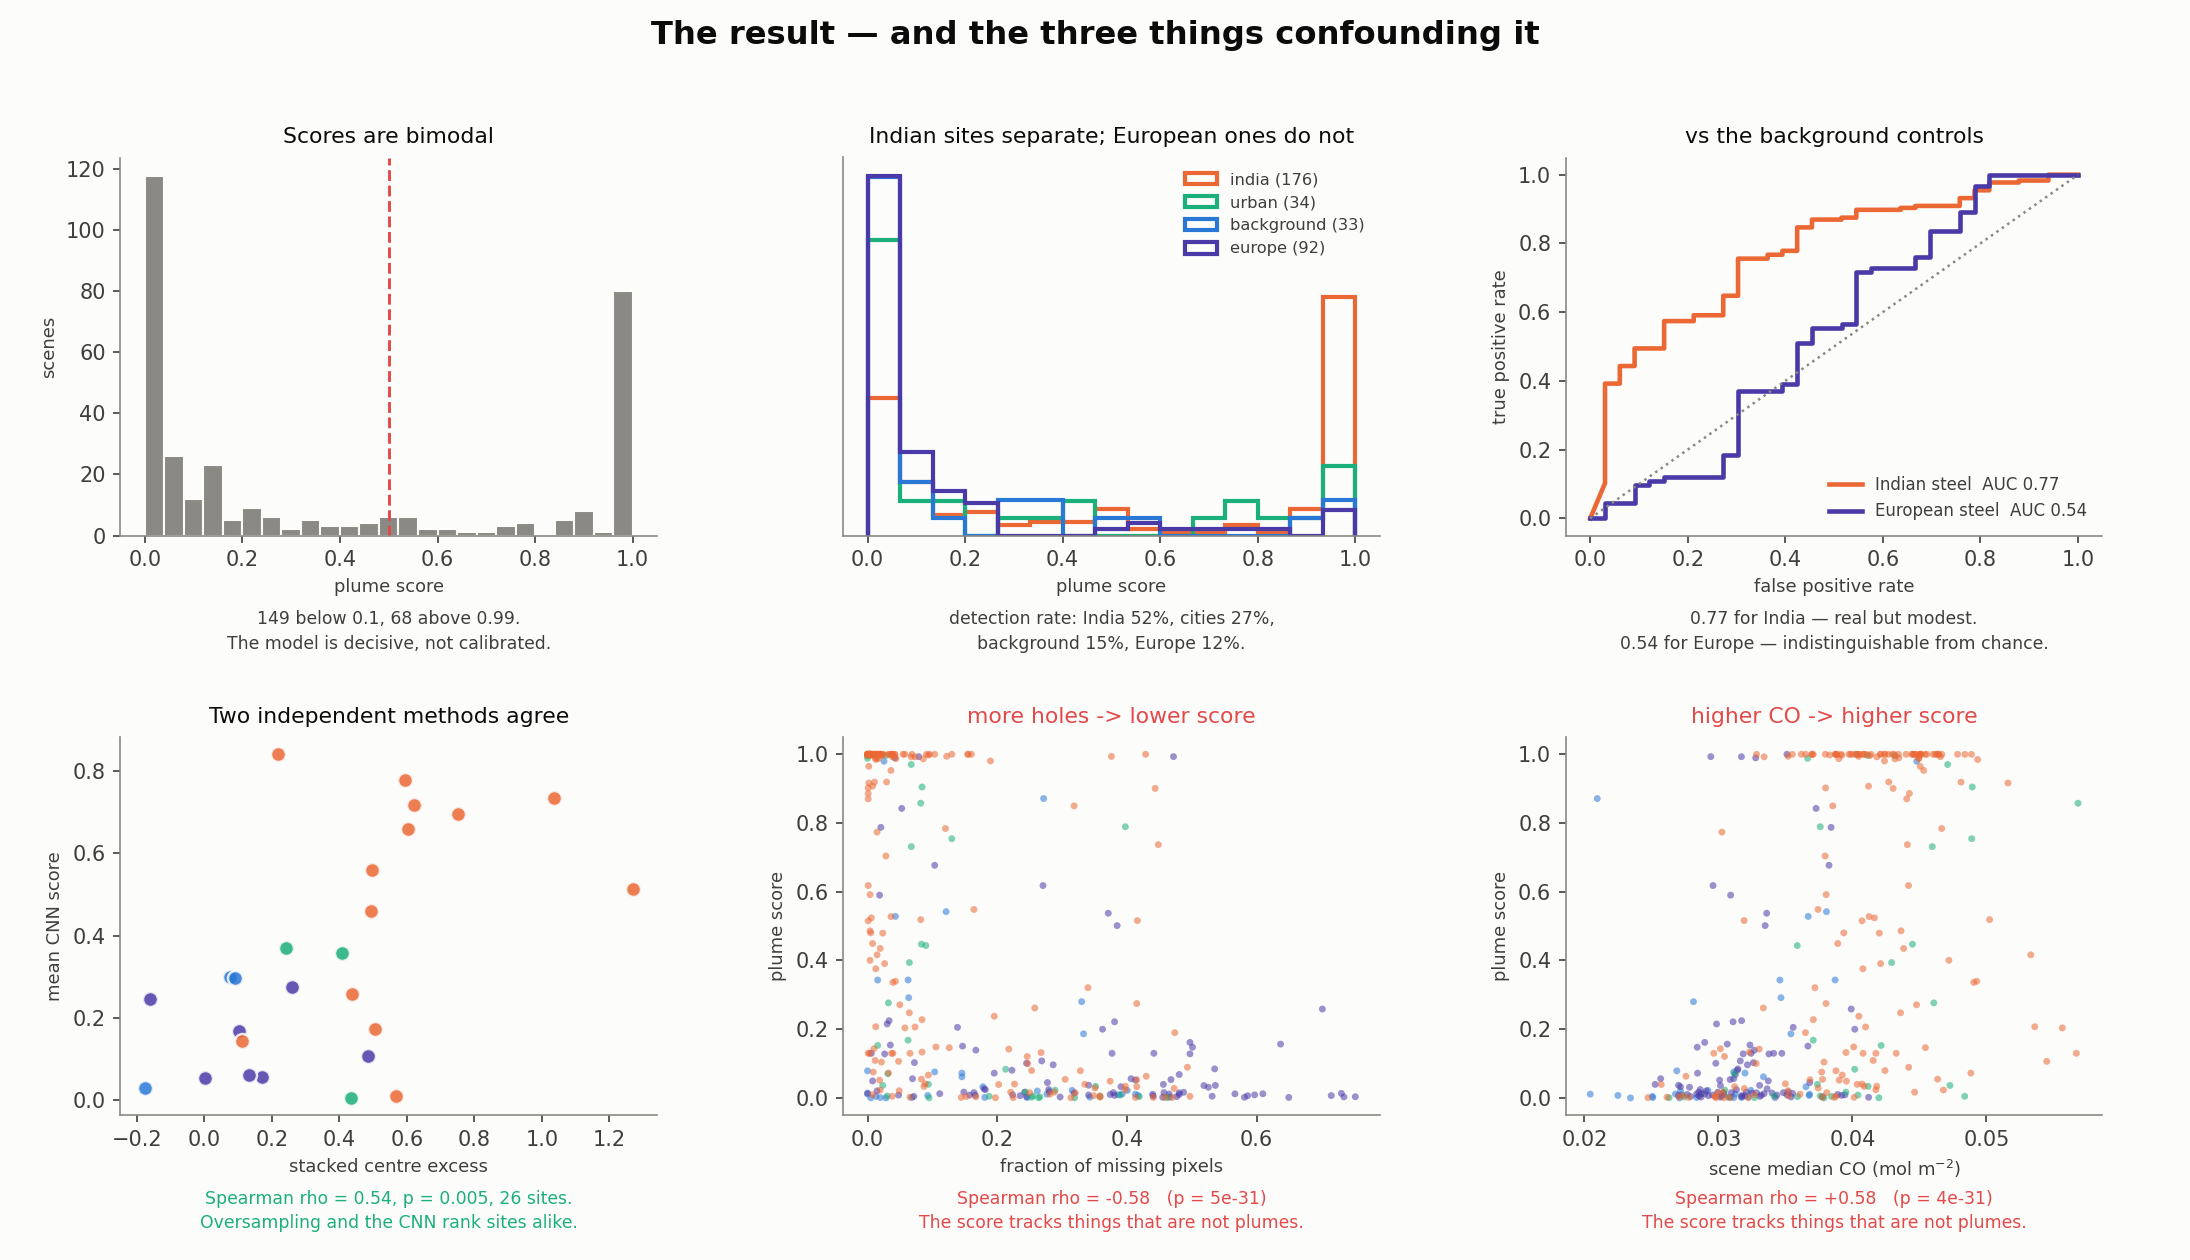 The result — and the three things confounding it
Scores are bimodal
120
100
80
60
40
20
0
scenes
0.0 0.2 0.4 0.6 0.8 1.0
plume score
149 below 0.1, 68 above 0.99.
The model is decisive, not calibrated.
Indian sites separate; European ones do not
india (176)
urban (34)
background (33)
europe (92)
0.0 0.2 0.4 0.6 0.8 1.0
plume score
detection rate: India 52%, cities 27%,
background 15%, Europe 12%.
vs the background controls
1.0
0.8
0.6
0.4
0.2
0.0
true positive rate
Indian steel AUC 0.77
European steel AUC 0.54
0.0 0.2 0.4 0.6 0.8 1.0
false positive rate
0.77 for India — real but modest.
0.54 for Europe — indistinguishable from chance.
Two independent methods agree
0.8
0.6
0.4
0.2
0.0
mean CNN score
−0.2 0.0 0.2 0.4 0.6 0.8 1.0 1.2
stacked centre excess
Spearman rho = 0.54, p = 0.005, 26 sites.
Oversampling and the CNN rank sites alike.
more holes -> lower score
1.0
0.8
0.6
0.4
0.2
0.0
plume score
0.0 0.2 0.4 0.6
fraction of missing pixels
Spearman rho = -0.58 (p = 5e-31)
The score tracks things that are not plumes.
higher CO -> higher score
1.0
0.8
0.6
0.4
0.2
0.0
plume score
0.02 0.03 0.04 0.05
scene median CO (mol m⁻²)
Spearman rho = +0.58 (p = 4e-31)
The score tracks things that are not plumes.